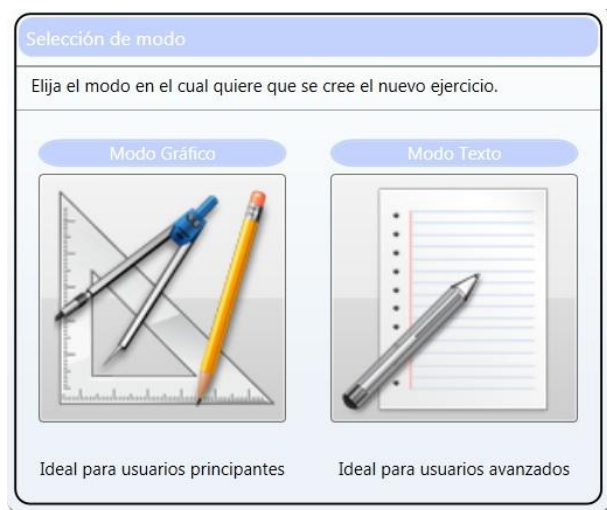 Selección de modo
Elija el modo en el cual quiere que se cree el nuevo ejercicio.
Modo Gráfico
Modo Texto
Ideal para usuarios principantes
Ideal para usuarios avanzados